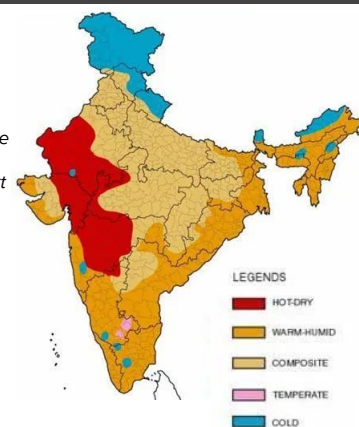 e
t
LEGENDS
HOT-DRY
WARM-HUMID
COMPOSITE
TEMPERATE
COLD